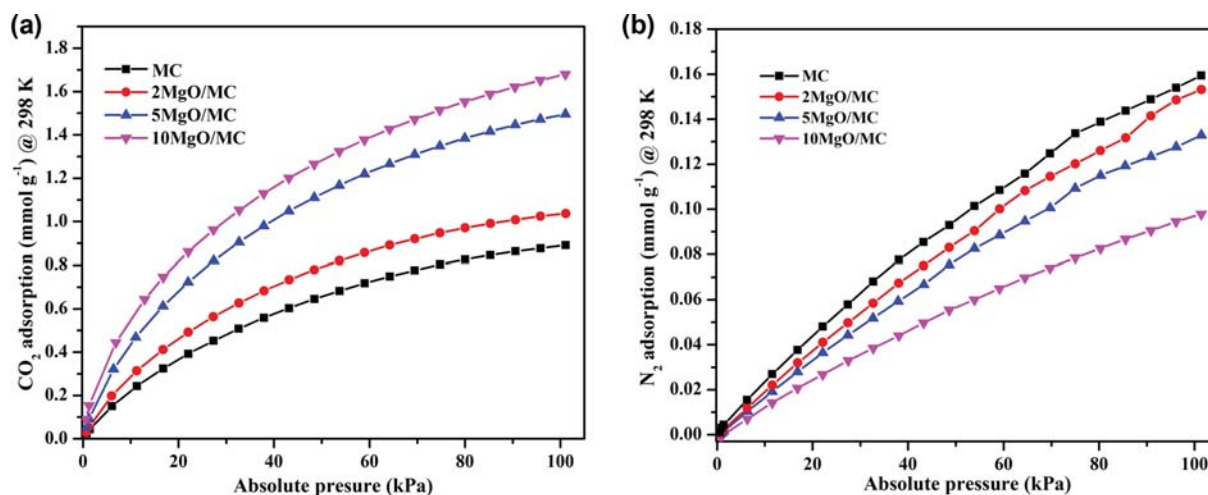 (a)
CO₂ adsorption (mmol g⁻¹) @ 298 K
1.8
1.6
1.4
1.2
1.0
0.8
0.6
0.4
0.2
0.0
MC
2MgO/MC
5MgO/MC
10MgO/MC
0
20
40
60
80
100
Absolute presure (kPa)
(b)
N₂ adsorption (mmol g⁻¹) @ 298 K
0.18
0.16
0.14
0.12
0.10
0.08
0.06
0.04
0.02
0.00
MC
2MgO/MC
5MgO/MC
10MgO/MC
0
20
40
60
80
100
Absolute pressure (kPa)